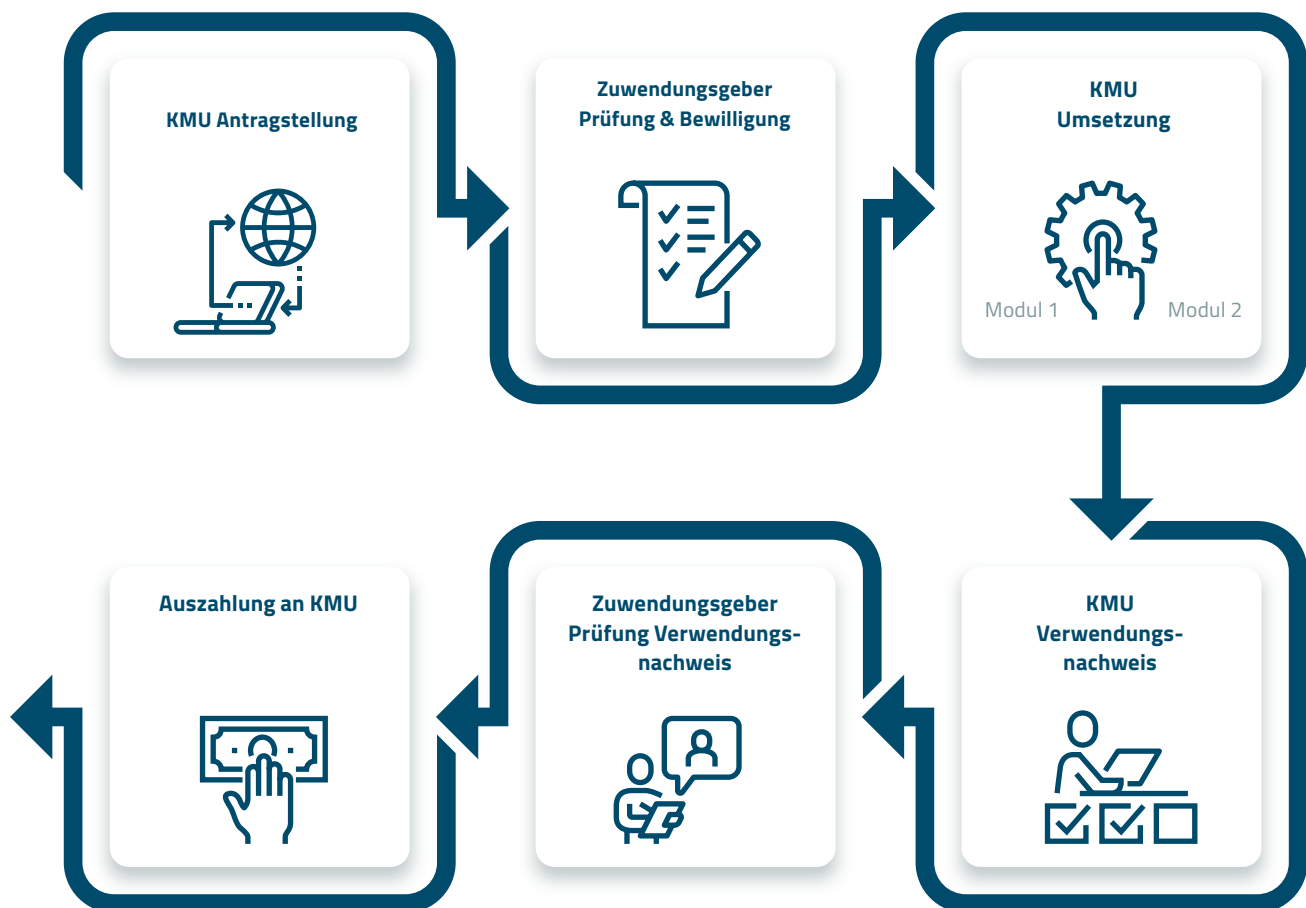 KMU Antragstellung
Zuwendungsgeber
Prüfung & Bewilligung
KMU
Umsetzung
Modul 1
Modul 2
KMU
Verwendungs-
nachweis
Zuwendungsgeber
Prüfung Verwendungs-
nachweis
Auszahlung an KMU